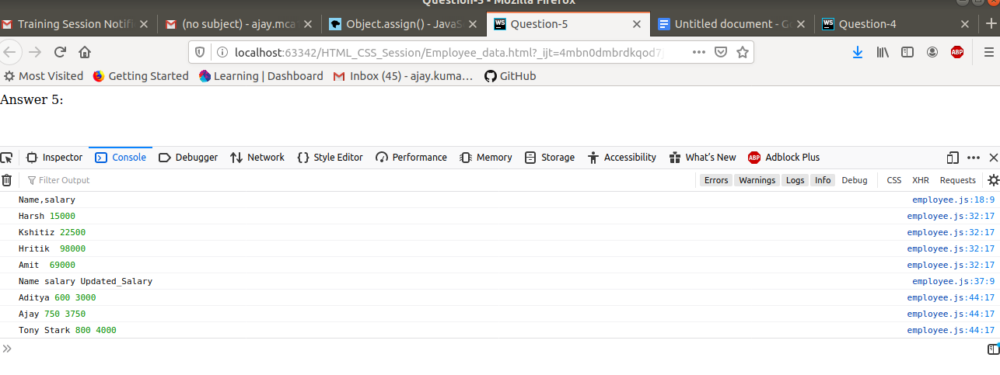 Question-5 - Mozilla Firefox
Training Session Notifi
(no subject) - ajay.mca
Object.assign() - JavaS
Question-5
Untitled document - Go
Question-4
localhost:63342/HTML_CSS_Session/Employee_data.html?_ijt=4mbn0dmbrdkqod7j
ABP
Most Visited
Getting Started
Learning | Dashboard
Inbox (45) - ajay.kuma...
GitHub
Answer 5:
Inspector
Console
Debugger
Network
Style Editor
Performance
Memory
Storage
Accessibility
What's New
ABP Adblock Plus
Filter Output
Errors
Warnings
Logs
Info
Debug
CSS
XHR
Requests
Name,salary employee.js:18:9
Harsh 15000 employee.js:32:17
Kshitiz 22500 employee.js:32:17
Hritik 98000 employee.js:32:17
Amit 69000 employee.js:32:17
Name salary Updated_Salary employee.js:37:9
Aditya 600 3000 employee.js:44:17
Ajay 750 3750 employee.js:44:17
Tony Stark 800 4000 employee.js:44:17